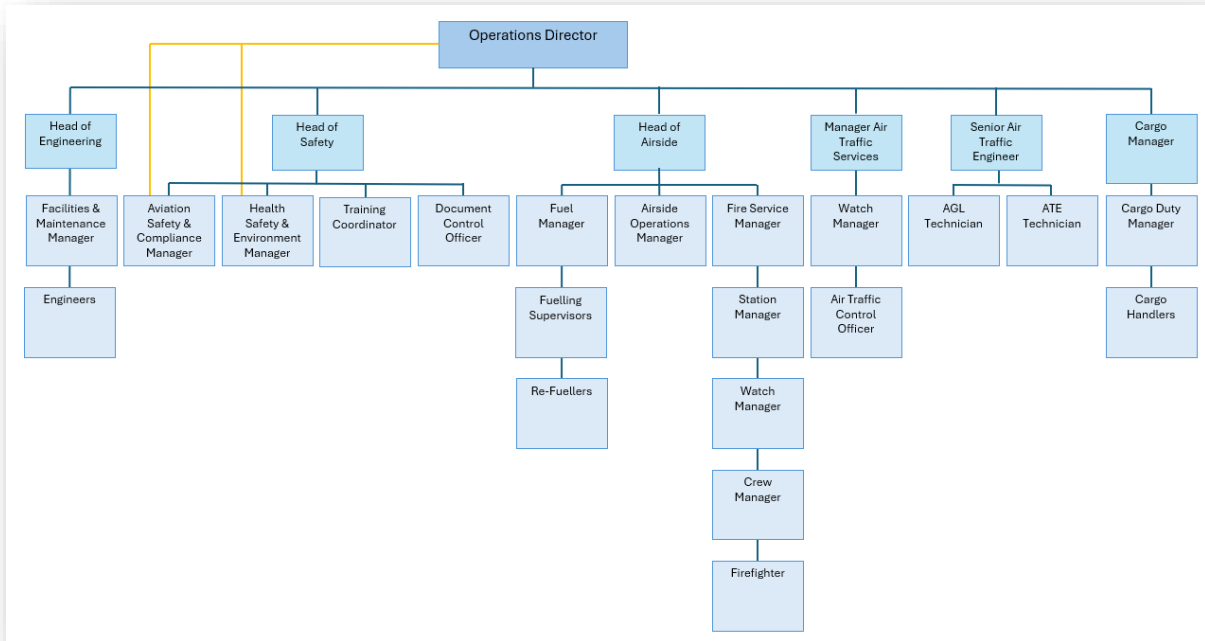 Operations Director
Head of
Engineering
Head of
Safety
Head of
Airside
Manager Air
Traffic
Services
Senior Air
Traffic
Engineer
Cargo
Manager
Facilities &
Maintenance
Manager
Aviation
Safety &
Compliance
Manager
Health
Safety &
Environment
Manager
Training
Coordinator
Document
Control
Officer
Fuel
Manager
Airside
Operations
Manager
Fire Service
Manager
Watch
Manager
AGL
Technician
ATE
Technician
Cargo Duty
Manager
Engineers
Fuelling
Supervisors
Station
Manager
Air Traffic
Control
Officer
Cargo
Handlers
Re-Fuellers
Watch
Manager
Crew
Manager
Firefighter